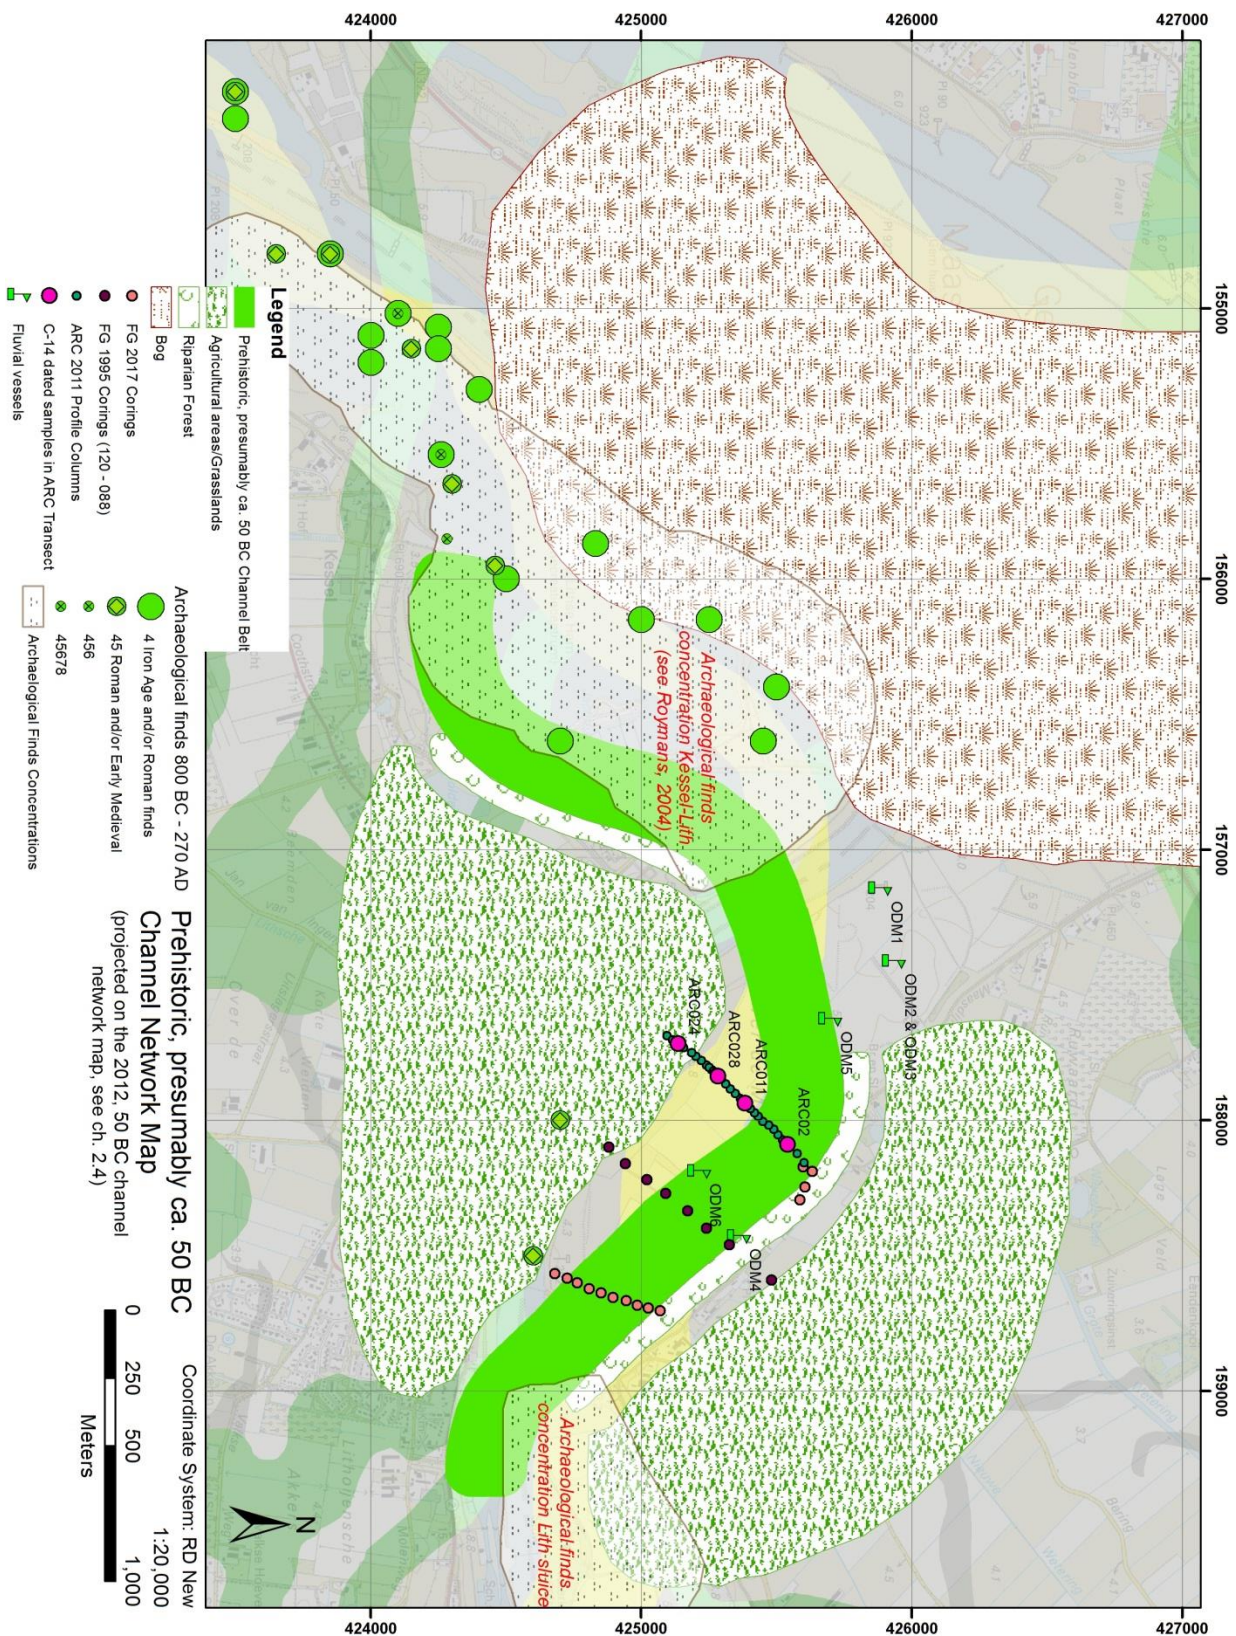 155000
156000
157000
158000
159000
427000
426000
425000
424000
427000
426000
425000
424000
ODM1
ODM2 & ODM3
ODM5
ARC02
ARC011
ARC028
ARC024
ODM6
ODM4
Archaeological finds
concentration Kessel-Lith
(see Roymans, 2004)
Archaeological finds
concentration Lith sluice
Kessel
Lith
Legend
Prehistoric, presumably ca. 50 BC Channel Belt
Agricultural areas/Grasslands
Riparian Forest
Bog
FG 2017 Corings
FG 1995 Corings (120 - 088)
ARC 2011 Profile Columns
C-14 dated samples in ARC Transect
Fluvial vessels
Archaeological finds 800 BC - 270 AD
4 Iron Age and/or Roman finds
45 Roman and/or Early Medieval
456
45678
Archaelogical Finds Concentrations
Prehistoric, presumably ca. 50 BC
Channel Network Map
(projected on the 2012, 50 BC channel
network map, see ch. 2.4)
Coordinate System: RD New
1:20,000
0 250 500 1,000
Meters
N